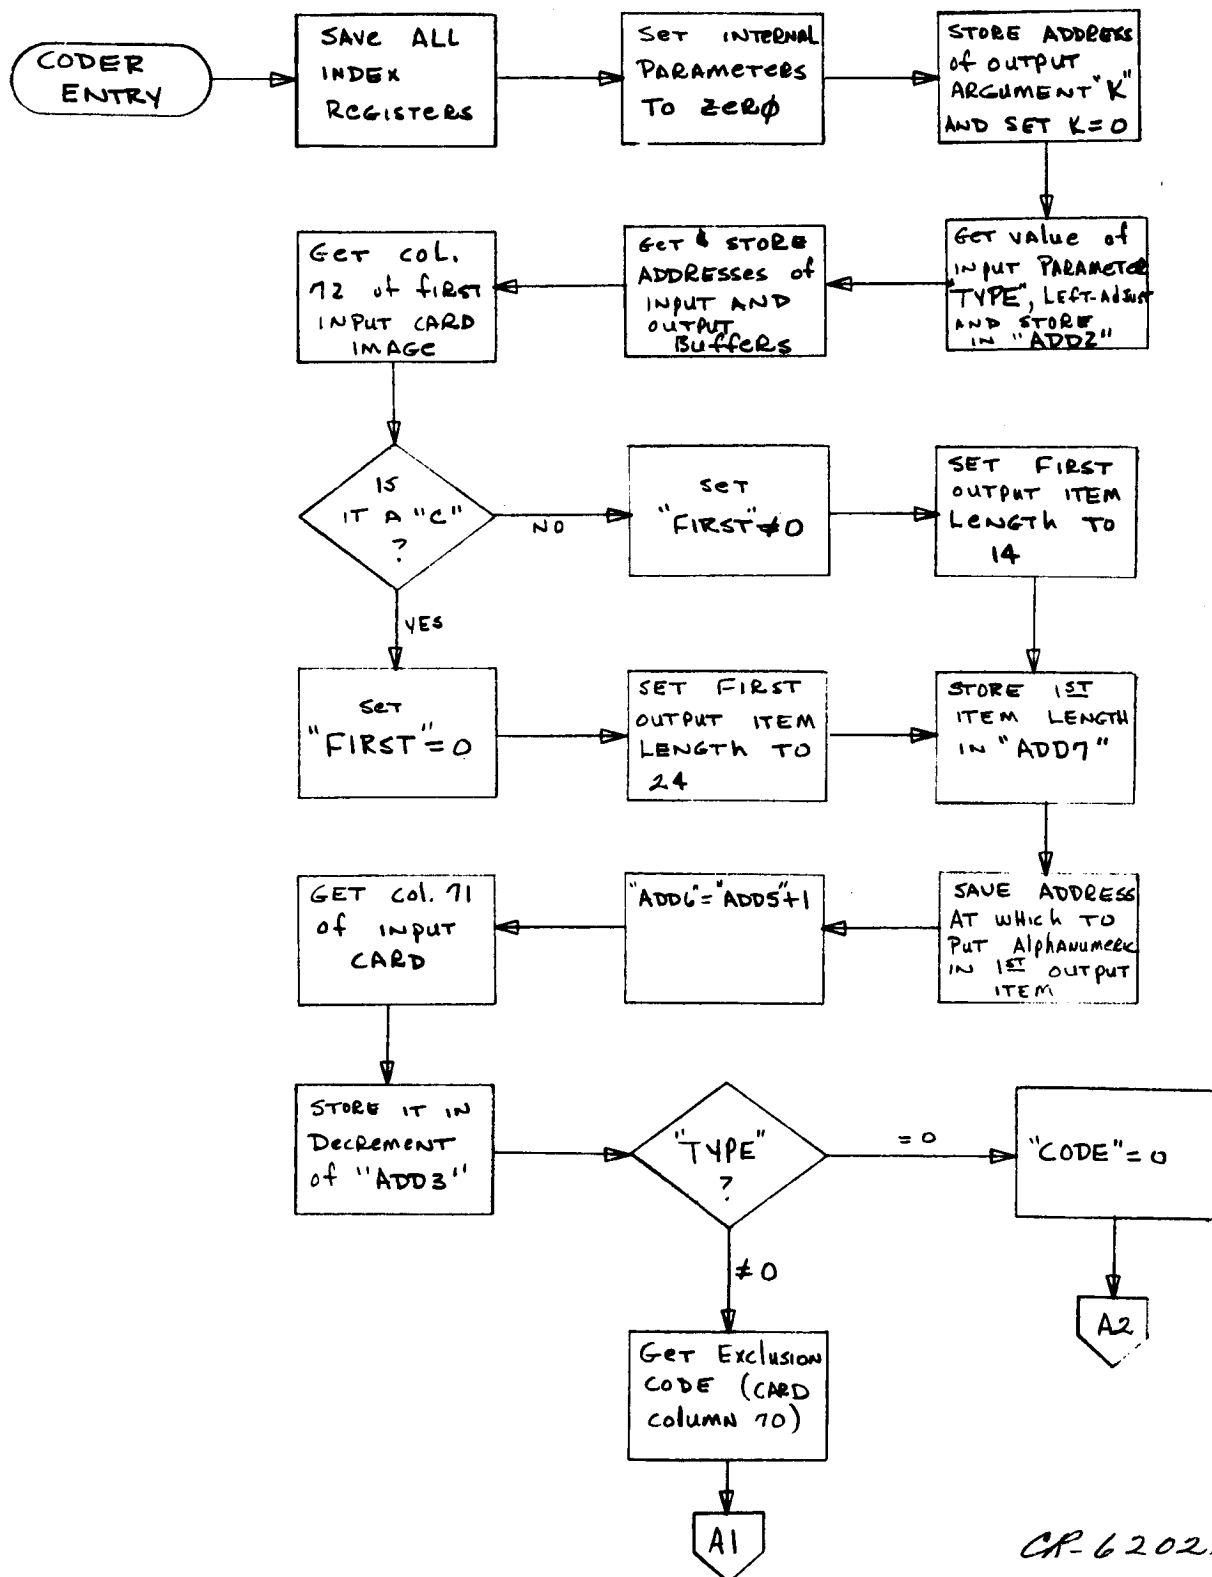 CODER
ENTRY
SAVE ALL
INDEX
REGISTERS
SET INTERNAL
PARAMETERS
TO ZERØ
STORE ADDRESS
of OUTPUT
ARGUMENT "K"
AND SET K=0
GET VALUE of
INPUT PARAMETER
"TYPE", LEFT-ADJUST
AND STORE
IN "ADD2"
GET & STORE
ADDRESSES of
INPUT AND
OUTPUT
BuffeRS
GET COL.
72 of fIRST
INPUT CARD
IMAGE
IS
IT A "C"
?
NO
SET
"FIRST"≠0
SET FIRST
OUTPUT ITEM
LENGTH TO
14
YES
SET
"FIRST"=0
SET FIRST
OUTPUT ITEM
LENGTH TO
24
STORE 1ST
ITEM LENGTH
IN "ADD7"
SAVE ADDRESS
AT WHICH TO
PUT AlphANUMERIC
IN 1ST OUTPUT
ITEM
"ADD6"="ADD5"+1
GET COL. 71
of INPUT
CARD
STORE IT IN
DECREMENT
of "ADD3"
"TYPE"
?
=0
"CODE"=0
A2
≠0
GET EXClUSION
CODE (CARD
COlUMN 70)
A1